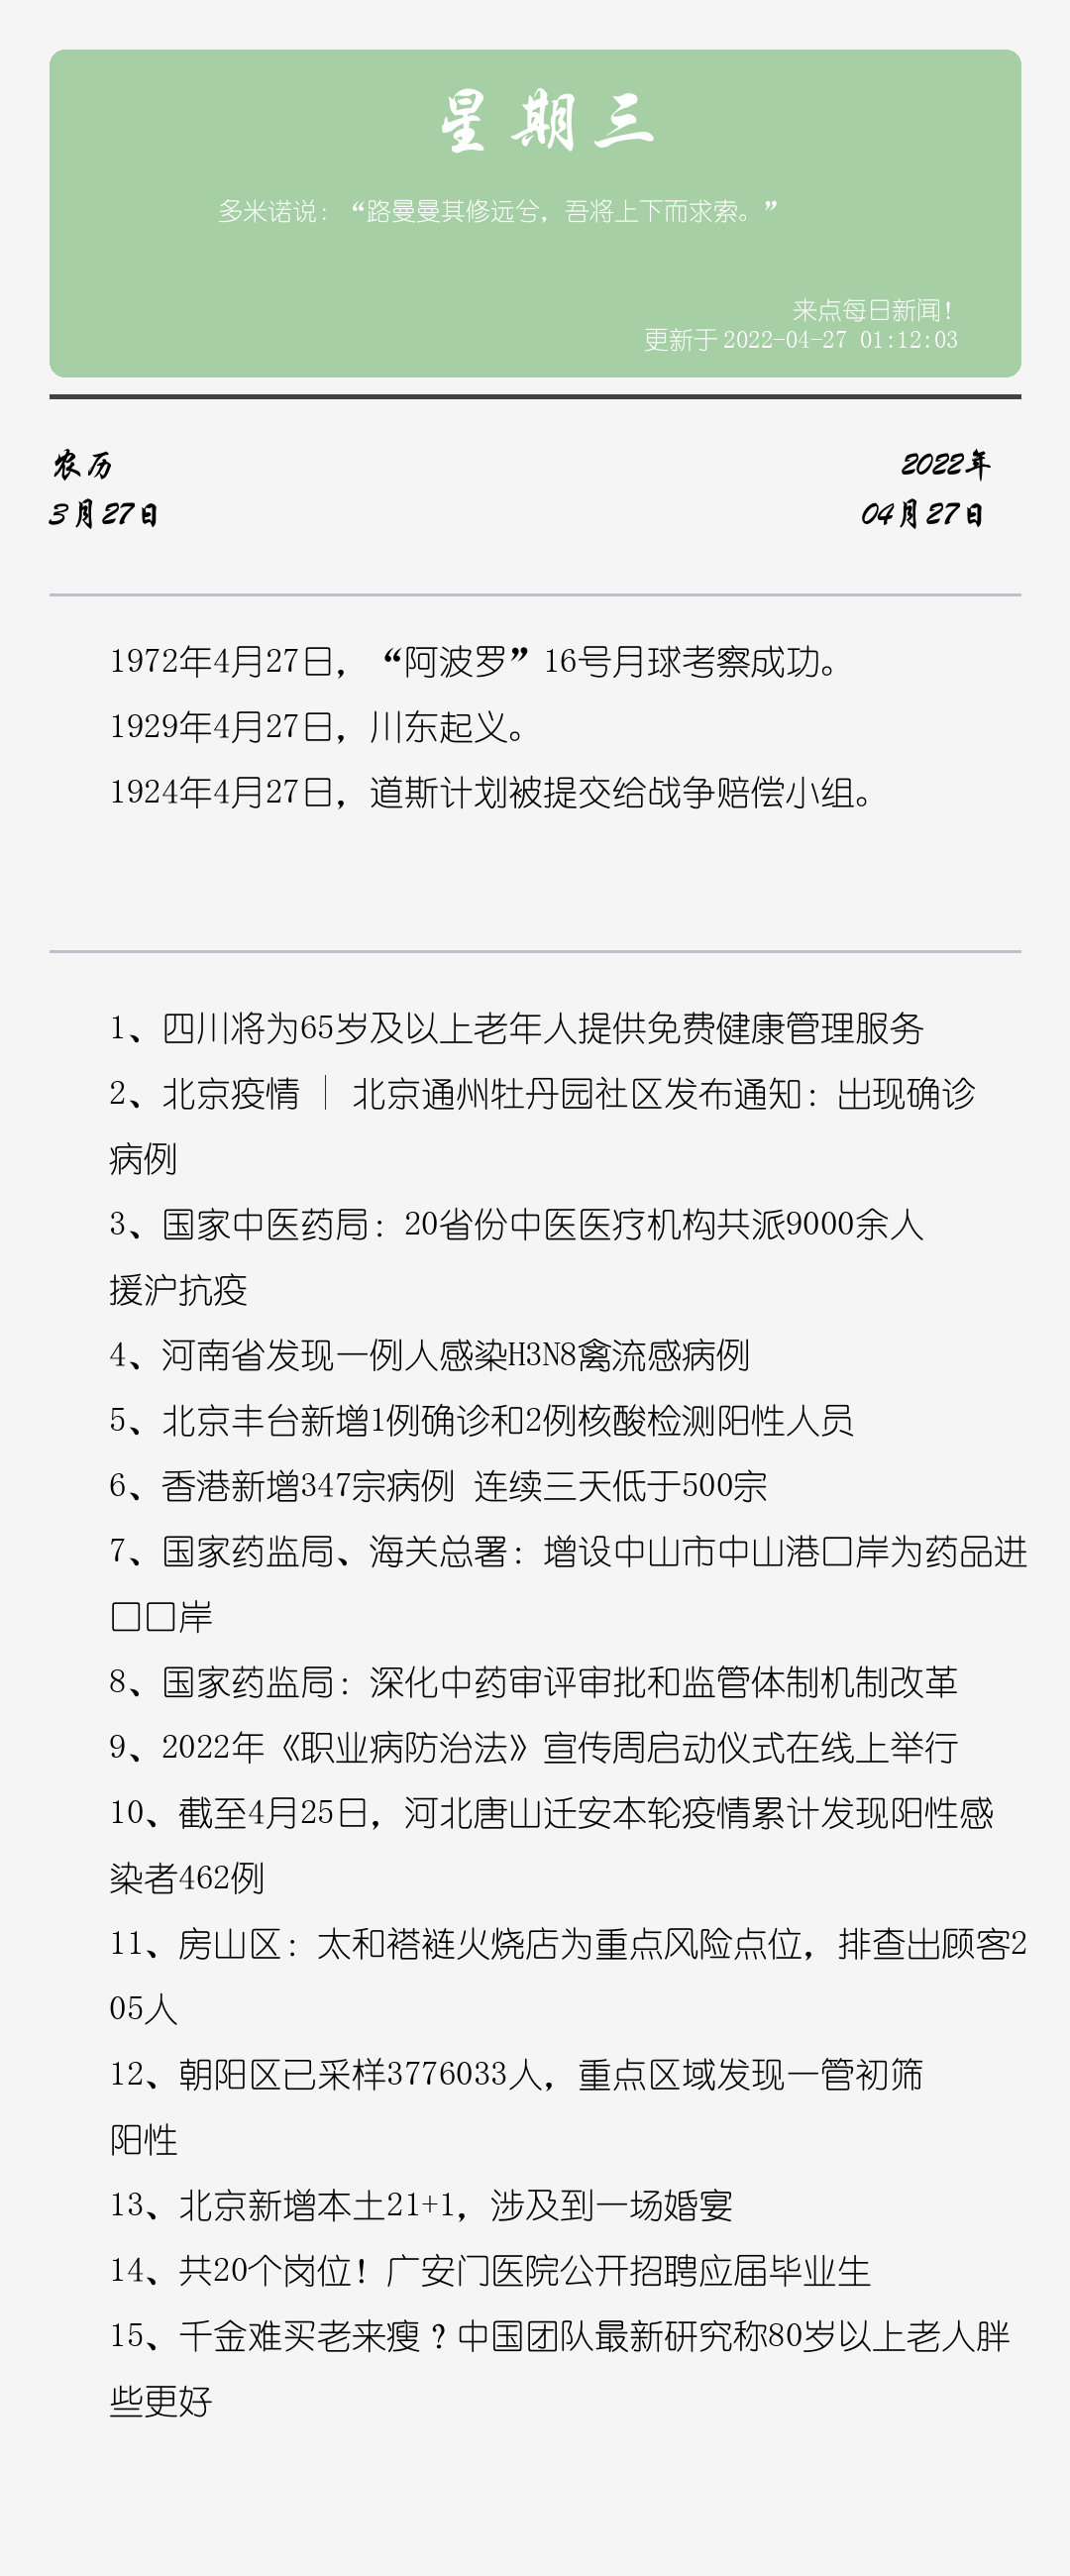 星期三
多米诺说：“路曼曼其修远兮，吾将上下而求索。”
来点每日新闻！
更新于 2022-04-27 01:12:03
农历
2022年
3月27日
04月27日
1972年4月27日，“阿波罗”16号月球考察成功。
1929年4月27日，川东起义。
1924年4月27日，道斯计划被提交给战争赔偿小组。
1、四川将为65岁及以上老年人提供免费健康管理服务
2、北京疫情｜北京通州牡丹园社区发布通知：出现确诊
病例
3、国家中医药局：20省份中医医疗机构共派9000余人
援沪抗疫
4、河南省发现一例人感染H3N8禽流感病例
5、北京丰台新增1例确诊和2例核酸检测阳性人员
6、香港新增347宗病例 连续三天低于500宗
7、国家药监局、海关总署：增设中山市中山港口岸为药品进
口口岸
8、国家药监局：深化中药审评审批和监管体制机制改革
9、2022年《职业病防治法》宣传周启动仪式在线上举行
10、截至4月25日，河北唐山迁安本轮疫情累计发现阳性感
染者462例
11、房山区：太和褡裢火烧店为重点风险点位，排查出顾客2
05人
12、朝阳区已采样3776033人，重点区域发现一管初筛
阳性
13、北京新增本土21+1，涉及到一场婚宴
14、共20个岗位！广安门医院公开招聘应届毕业生
15、千金难买老来瘦？中国团队最新研究称80岁以上老人胖
些更好